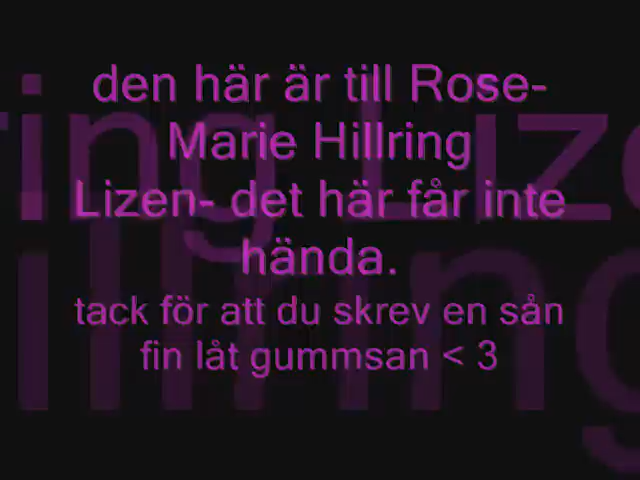 den här är till Rose-
Marie Hillring
Lizen- det här får inte
hända.
tack för att du skrev en sån
fin låt gummsan < 3